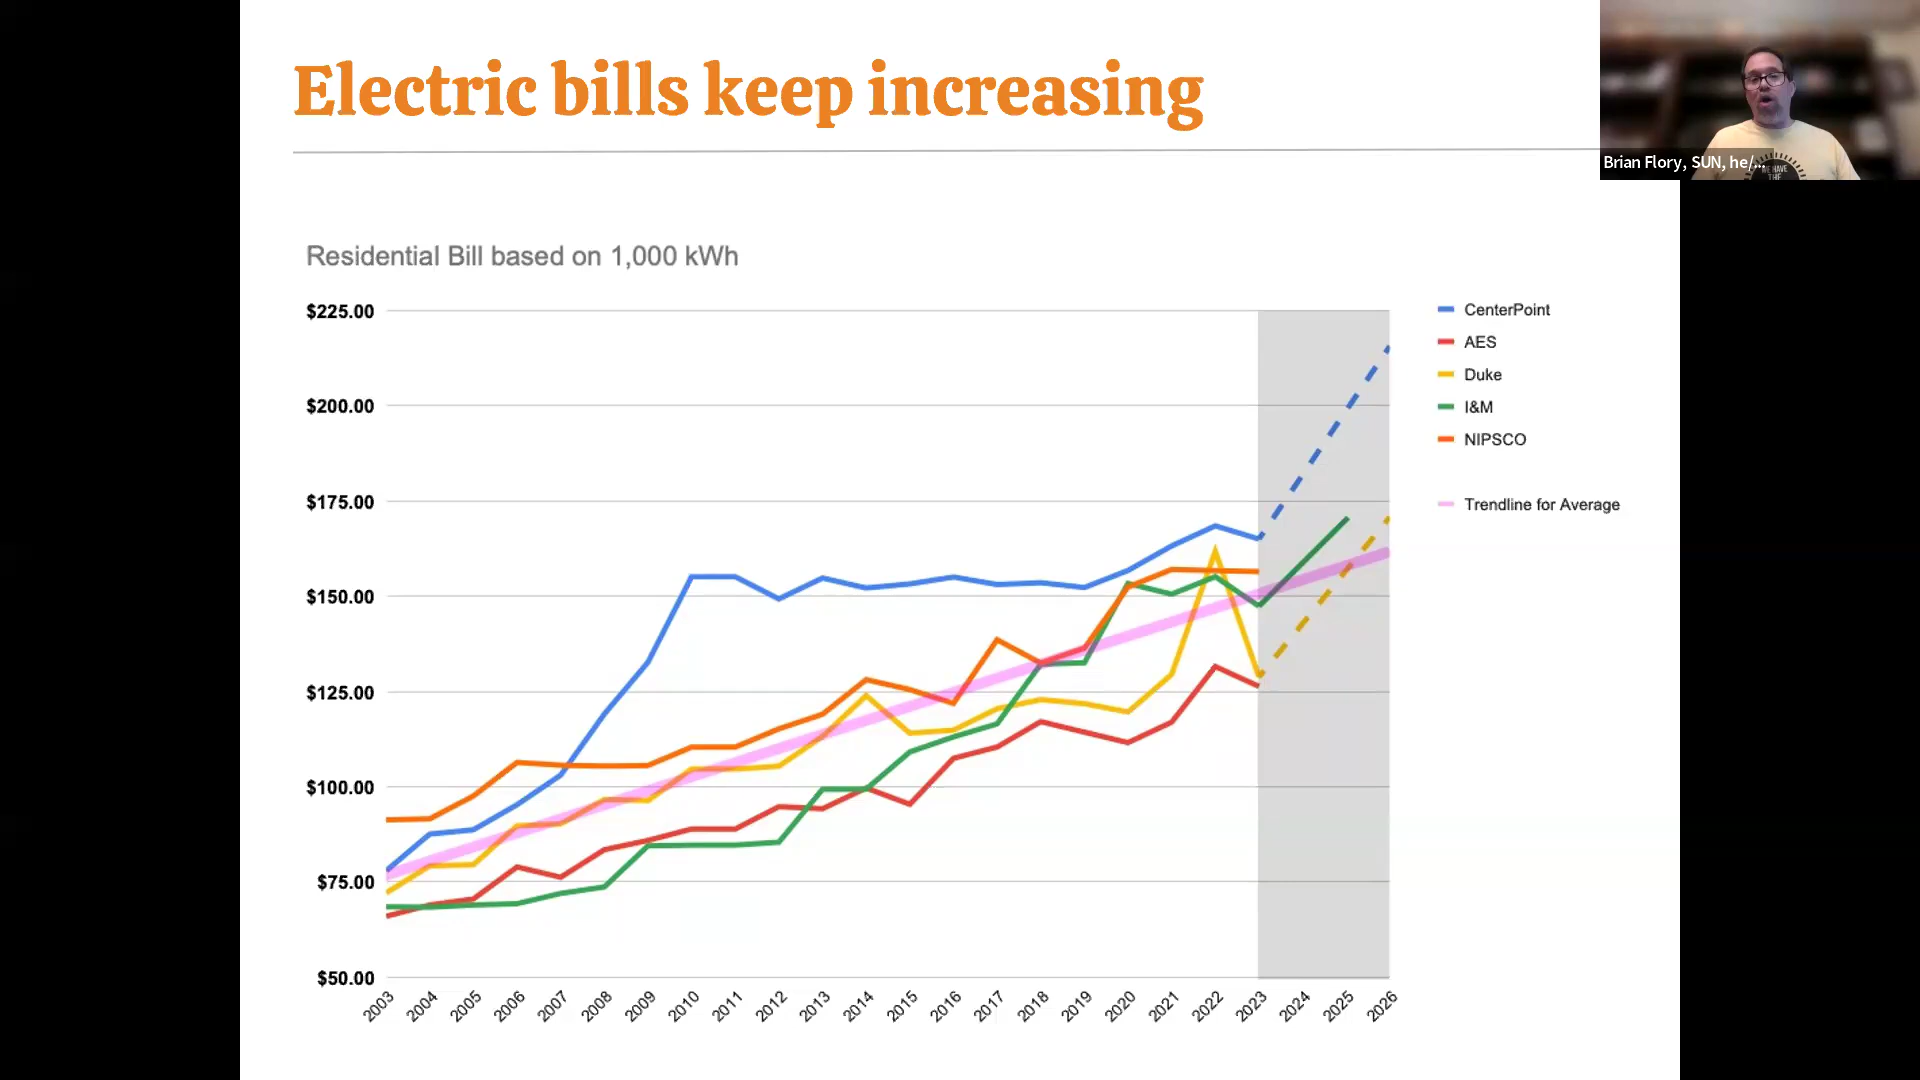 Electric bills keep increasing
Brian Flory, SUN, he/...
WE HAVE
THE
Residential Bill based on 1,000 kWh
$225.00
$200.00
$175.00
$150.00
$125.00
$100.00
$75.00
$50.00
2003 2004 2005 2006 2007 2008 2009 2010 2011 2012 2013 2014 2015 2016 2017 2018 2019 2020 2021 2022 2023 2024 2025 2026
CenterPoint
AES
Duke
I&M
NIPSCO
Trendline for Average